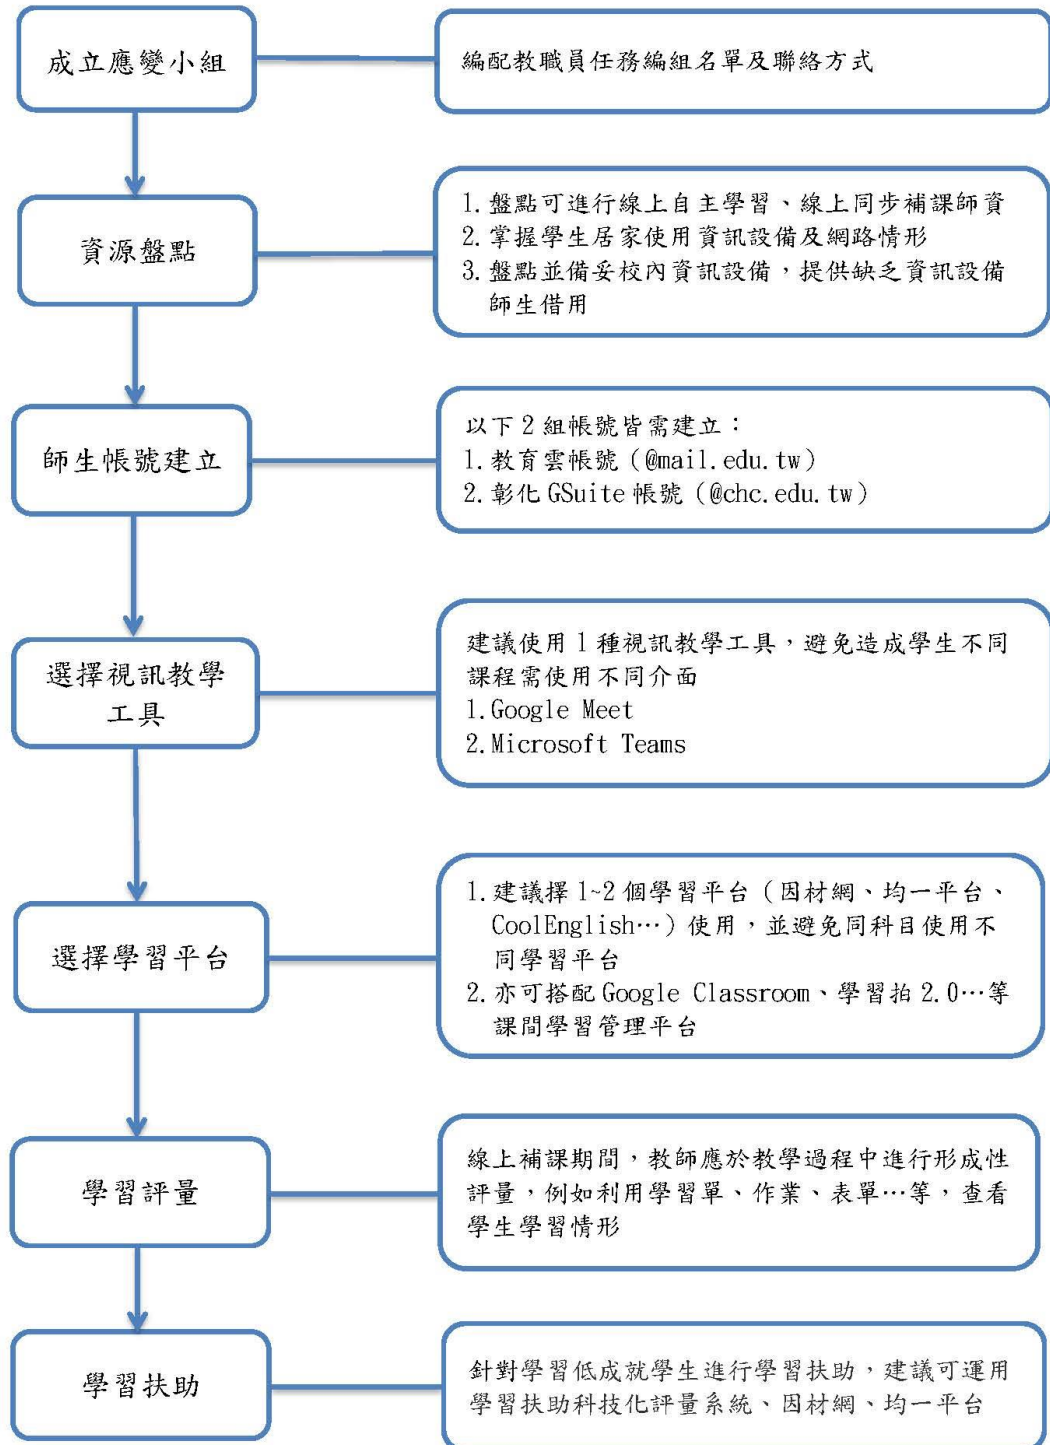 成立應變小組
編配教職員任務編組名單及聯絡方式
資源盤點
1.盤點可進行線上自主學習、線上同步補課師資
2.掌握學生居家使用資訊設備及網路情形
3.盤點並備妥校內資訊設備，提供缺乏資訊設備
師生借用
師生帳號建立
以下2組帳號皆需建立：
1.教育雲帳號（@mail.edu.tw）
2.彰化GSuite帳號（@chc.edu.tw）
選擇視訊教學
工具
建議使用1種視訊教學工具，避免造成學生不同
課程需使用不同介面
1.Google Meet
2.Microsoft Teams
選擇學習平台
1.建議擇1~2個學習平台（因材網、均一平台、
CoolEnglish…）使用，並避免同科目使用不
同學習平台
2.亦可搭配Google Classroom、學習拍2.0…等
課間學習管理平台
學習評量
線上補課期間，教師應於教學過程中進行形成性
評量，例如利用學習單、作業、表單…等，查看
學生學習情形
學習扶助
針對學習低成就學生進行學習扶助，建議可運用
學習扶助科技化評量系統、因材網、均一平台